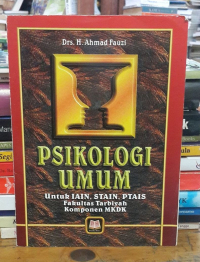 Drs. H. Ahmad Fauzi
PSIKOLOGI
UMUM
Untuk IAIN, STAIN, PTAIS
Fakultas Tarbiyah
Komponen MKDK